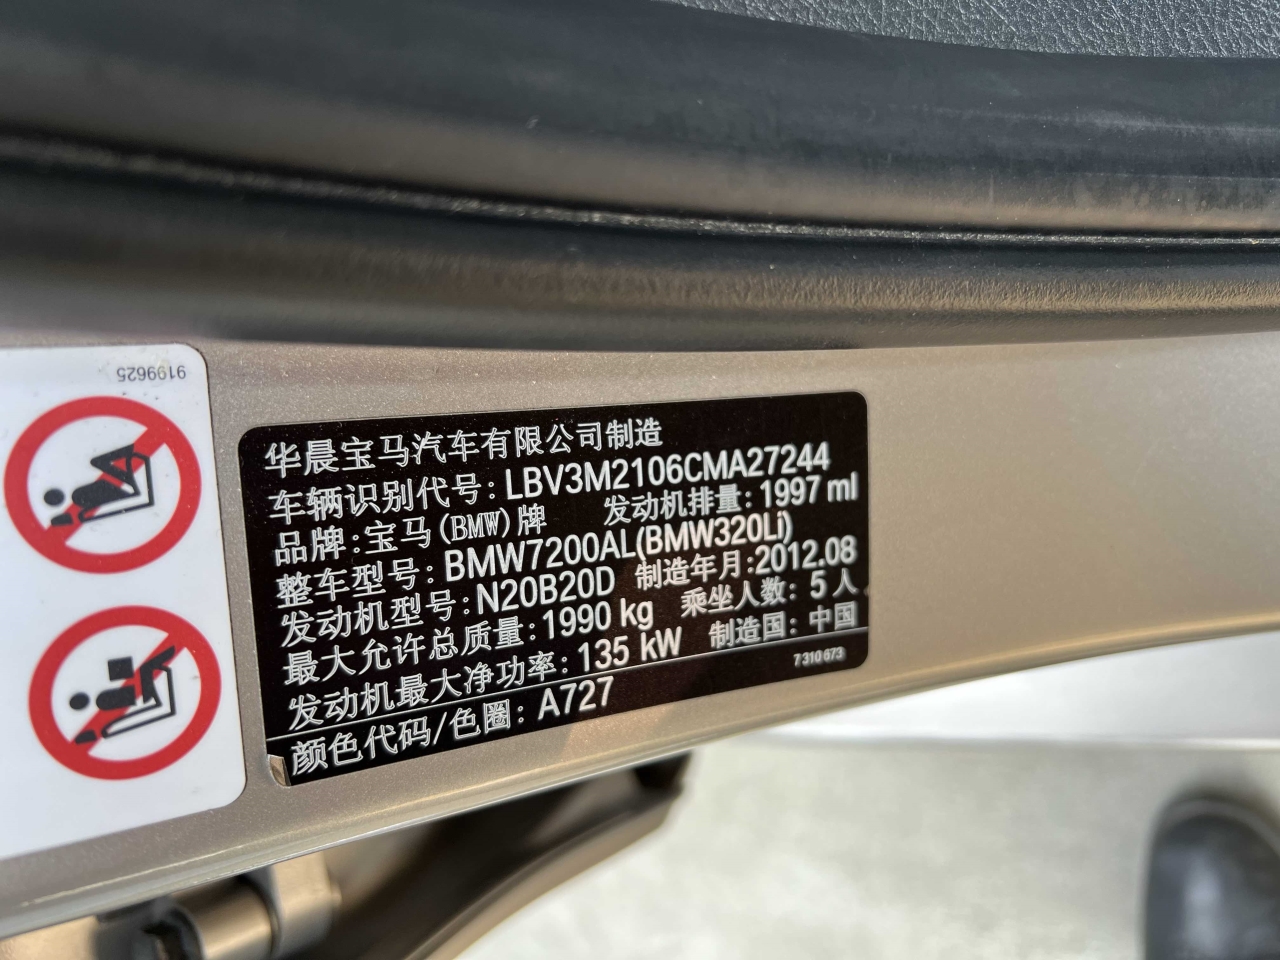 9199625
华晨宝马汽车有限公司制造
车辆识别代号: LBV3M2106CMA27244
品牌: 宝马(BMW)牌 发动机排量: 1997 ml
整车型号: BMW7200AL(BMW320Li)
发动机型号: N20B20D 制造年月:2012.08
最大允许总质量: 1990 kg 乘坐人数: 5 人
发动机最大净功率: 135 kW 制造国: 中国
颜色代码/色圈: A727
7 310 673